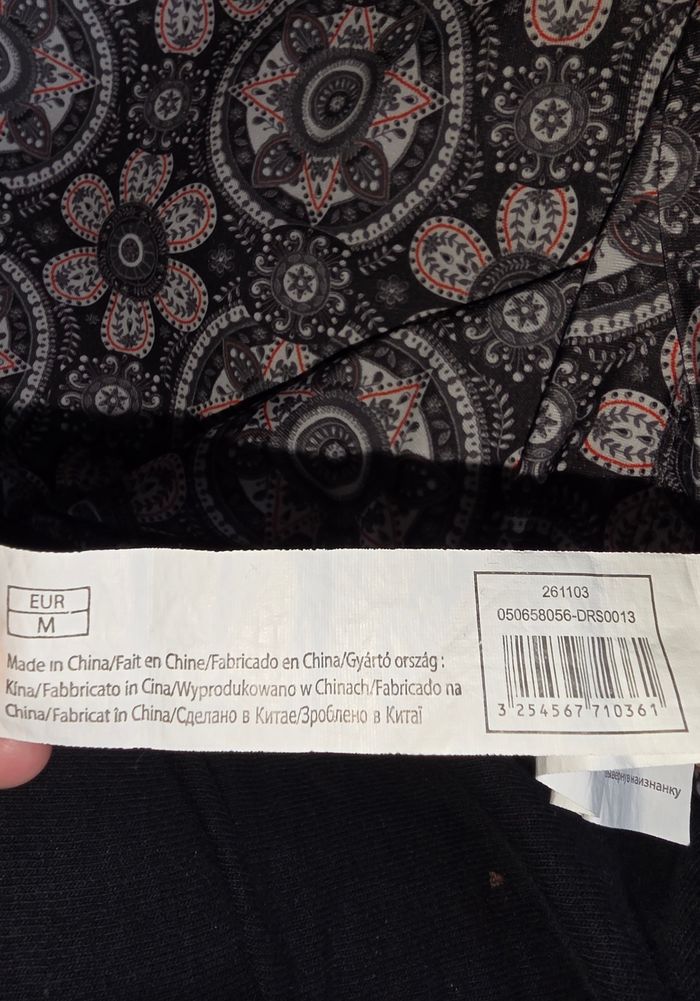 EUR
M
Made in China/Fait en Chine/Fabricado en China/Gyártó ország :
Kína/Fabbricato in Cina/Wyprodukowano w Chinach/Fabricado na
China/Fabricat în China/Сделано в Китае/Зроблено в Китаї
261103
050658056-DRS0013
3 254567 710361
наизнанку